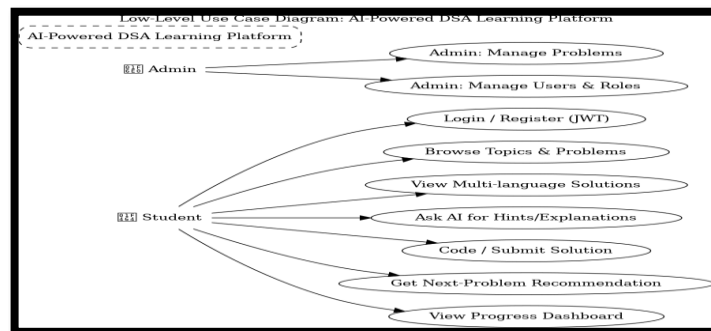 Low-Level Use Case Diagram: AI-Powered DSA Learning Platform
AI-Powered DSA Learning Platform
Admin: Manage Problems
Admin
Admin: Manage Users & Roles
Login / Register (JWT)
Browse Topics & Problems
View Multi-language Solutions
Student
Ask AI for Hints/Explanations
Code / Submit Solution
Get Next-Problem Recommendation
View Progress Dashboard